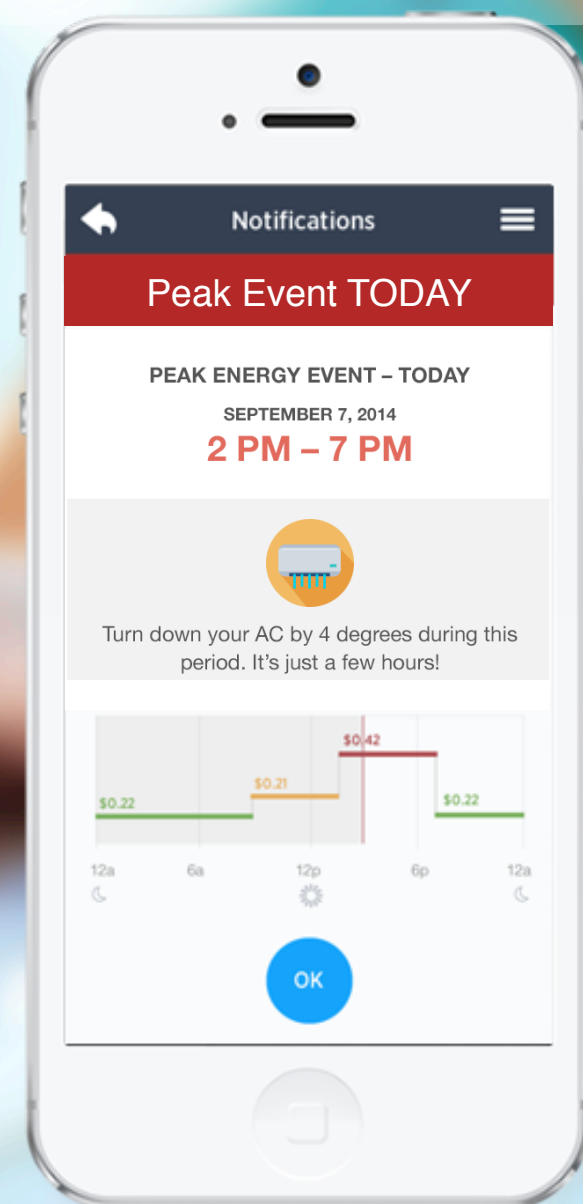 Notifications
Peak Event TODAY
PEAK ENERGY EVENT – TODAY
SEPTEMBER 7, 2014
2 PM – 7 PM
Turn down your AC by 4 degrees during this
period. It’s just a few hours!
$0.42
$0.21
$0.22 $0.22
12a 6a 12p 6p 12a
OK